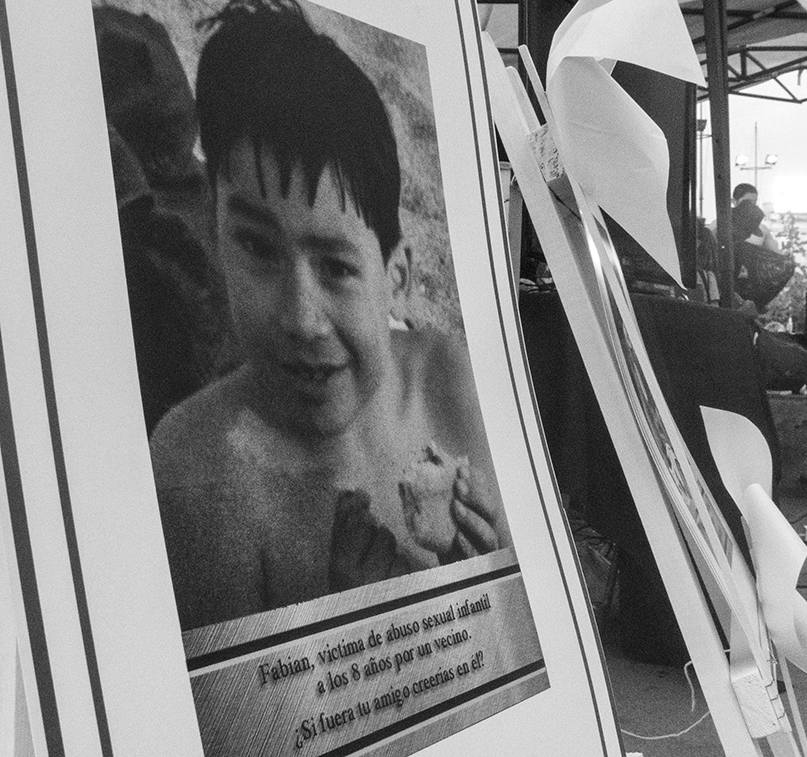 Fabian, victima de abuso sexual infantil
a los 8 años por un vecino.
¿Si fuera tu amigo creerías en él?